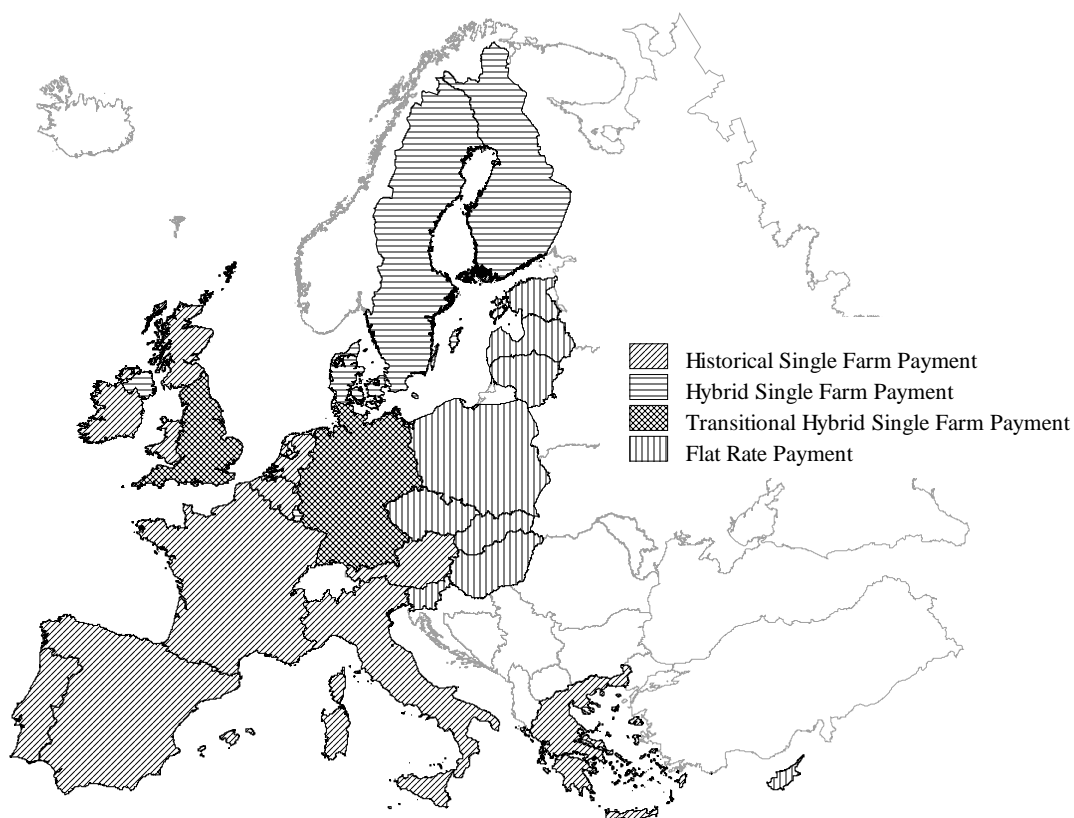 Historical Single Farm Payment
Hybrid Single Farm Payment
Transitional Hybrid Single Farm Payment
Flat Rate Payment